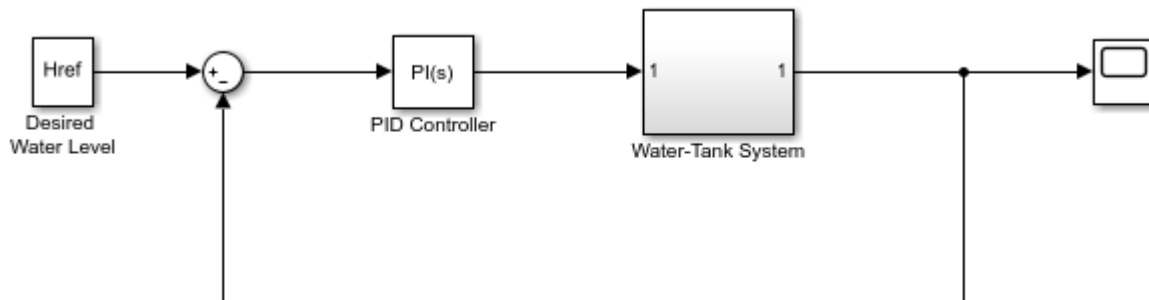 Href
+
−
PI(s)
1
1
Desired
Water Level
PID Controller
Water-Tank System